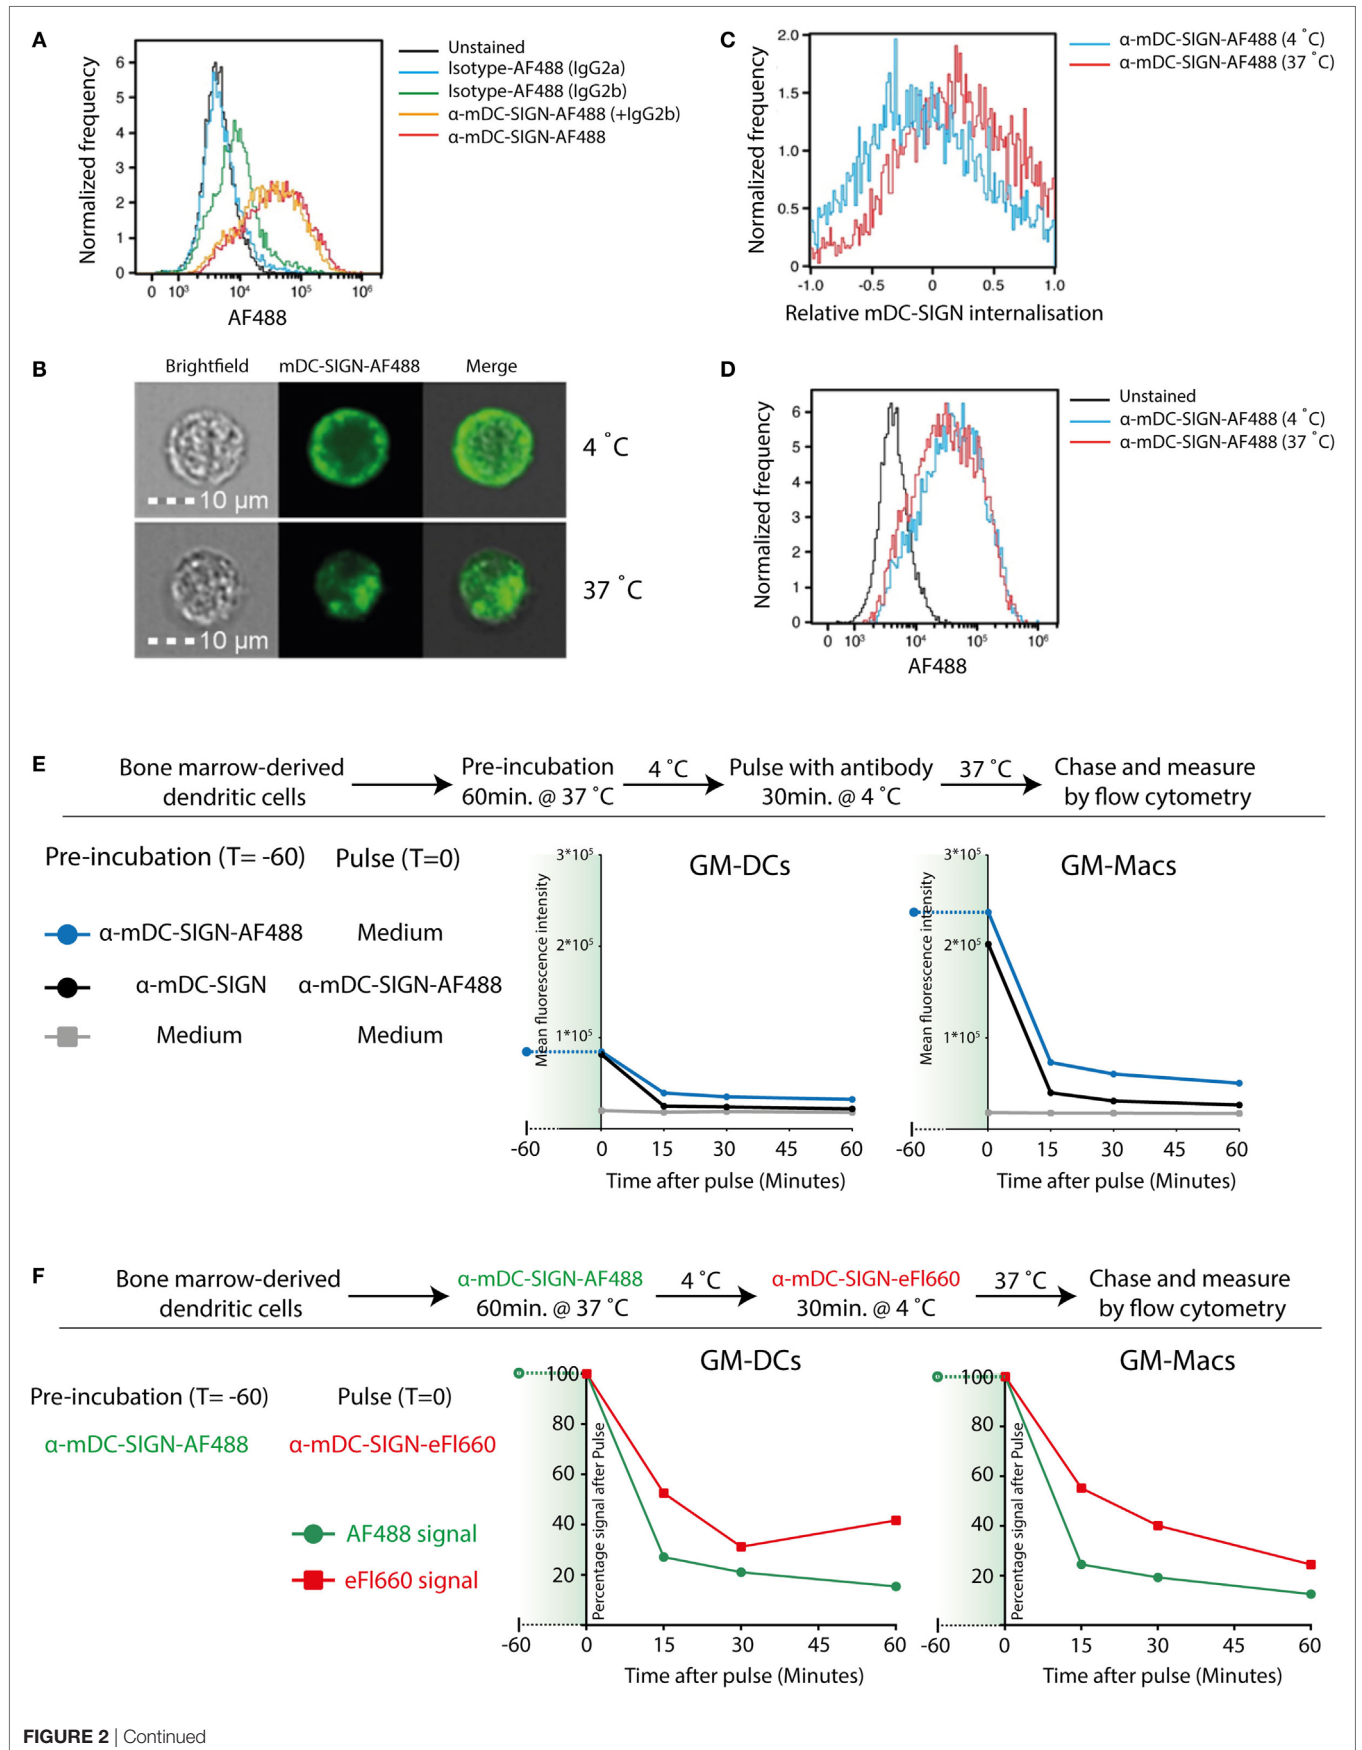 A
Normalized frequency
6
5
4
3
2
1
0
0 10³ 10⁴ 10⁵ 10⁶
AF488
Unstained
Isotype-AF488 (IgG2a)
Isotype-AF488 (IgG2b)
α-mDC-SIGN-AF488 (+IgG2b)
α-mDC-SIGN-AF488
C
Normalized frequency
2.0
1.5
1.0
0.5
0
-1.0 -0.5 0 0.5 1.0
Relative mDC-SIGN internalisation
α-mDC-SIGN-AF488 (4 ˚C)
α-mDC-SIGN-AF488 (37 ˚C)
B
Brightfield mDC-SIGN-AF488 Merge
10 µm
4 ˚C
10 µm
37 ˚C
D
Normalized frequency
6
5
4
3
2
1
0
0 10³ 10⁴ 10⁵ 10⁶
AF488
Unstained
α-mDC-SIGN-AF488 (4 ˚C)
α-mDC-SIGN-AF488 (37 ˚C)
E
Bone marrow-derived
dendritic cells
Pre-incubation
60min. @ 37 ˚C
4 ˚C
Pulse with antibody
30min. @ 4 ˚C
37 ˚C
Chase and measure
by flow cytometry
Pre-incubation (T= -60) Pulse (T=0)
α-mDC-SIGN-AF488 Medium
α-mDC-SIGN α-mDC-SIGN-AF488
Medium Medium
GM-DCs
Mean fluorescence intensity
3*10⁵
2*10⁵
1*10⁵
-60 0 15 30 45 60
Time after pulse (Minutes)
GM-Macs
Mean fluorescence intensity
3*10⁵
2*10⁵
1*10⁵
-60 0 15 30 45 60
Time after pulse (Minutes)
F
Bone marrow-derived
dendritic cells
α-mDC-SIGN-AF488
60min. @ 37 ˚C
4 ˚C
α-mDC-SIGN-eFl660
30min. @ 4 ˚C
37 ˚C
Chase and measure
by flow cytometry
Pre-incubation (T= -60) Pulse (T=0)
α-mDC-SIGN-AF488 α-mDC-SIGN-eFl660
AF488 signal
eFl660 signal
GM-DCs
Percentage signal after Pulse
100
80
60
40
20
-60 0 15 30 45 60
Time after pulse (Minutes)
GM-Macs
Percentage signal after Pulse
100
80
60
40
20
-60 0 15 30 45 60
Time after pulse (Minutes)
FIGURE 2 | Continued